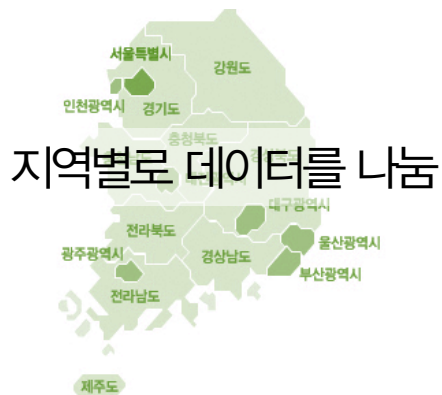 서울특별시
강원도
인천광역시
경기도
충청북도
지역별로 데이터를 나눔
대구광역시
전라북도
울산광역시
광주광역시
경상남도
부산광역시
전라남도
제주도